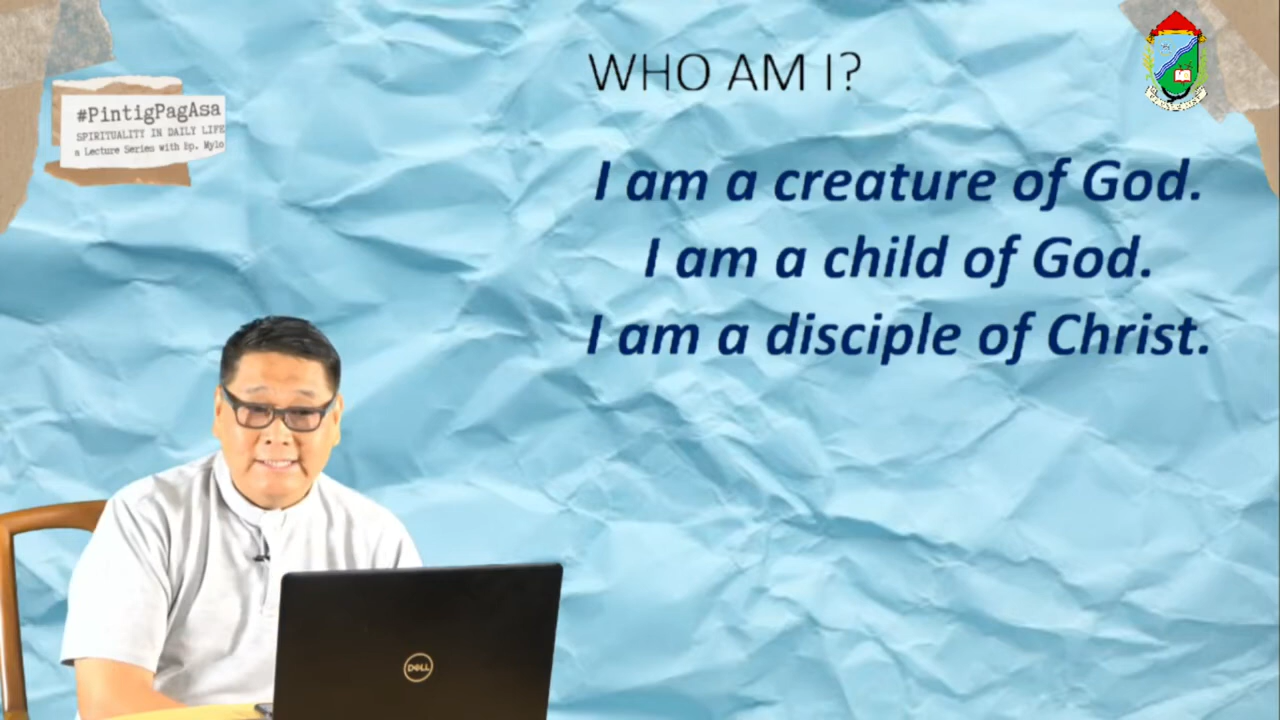 WHO AM I?
I am a creature of God.
I am a child of God.
I am a disciple of Christ.
#PintigPagAsa
SPIRITUALITY IN DAILY LIFE
a Lecture Series with Bp. Mylo
DELL